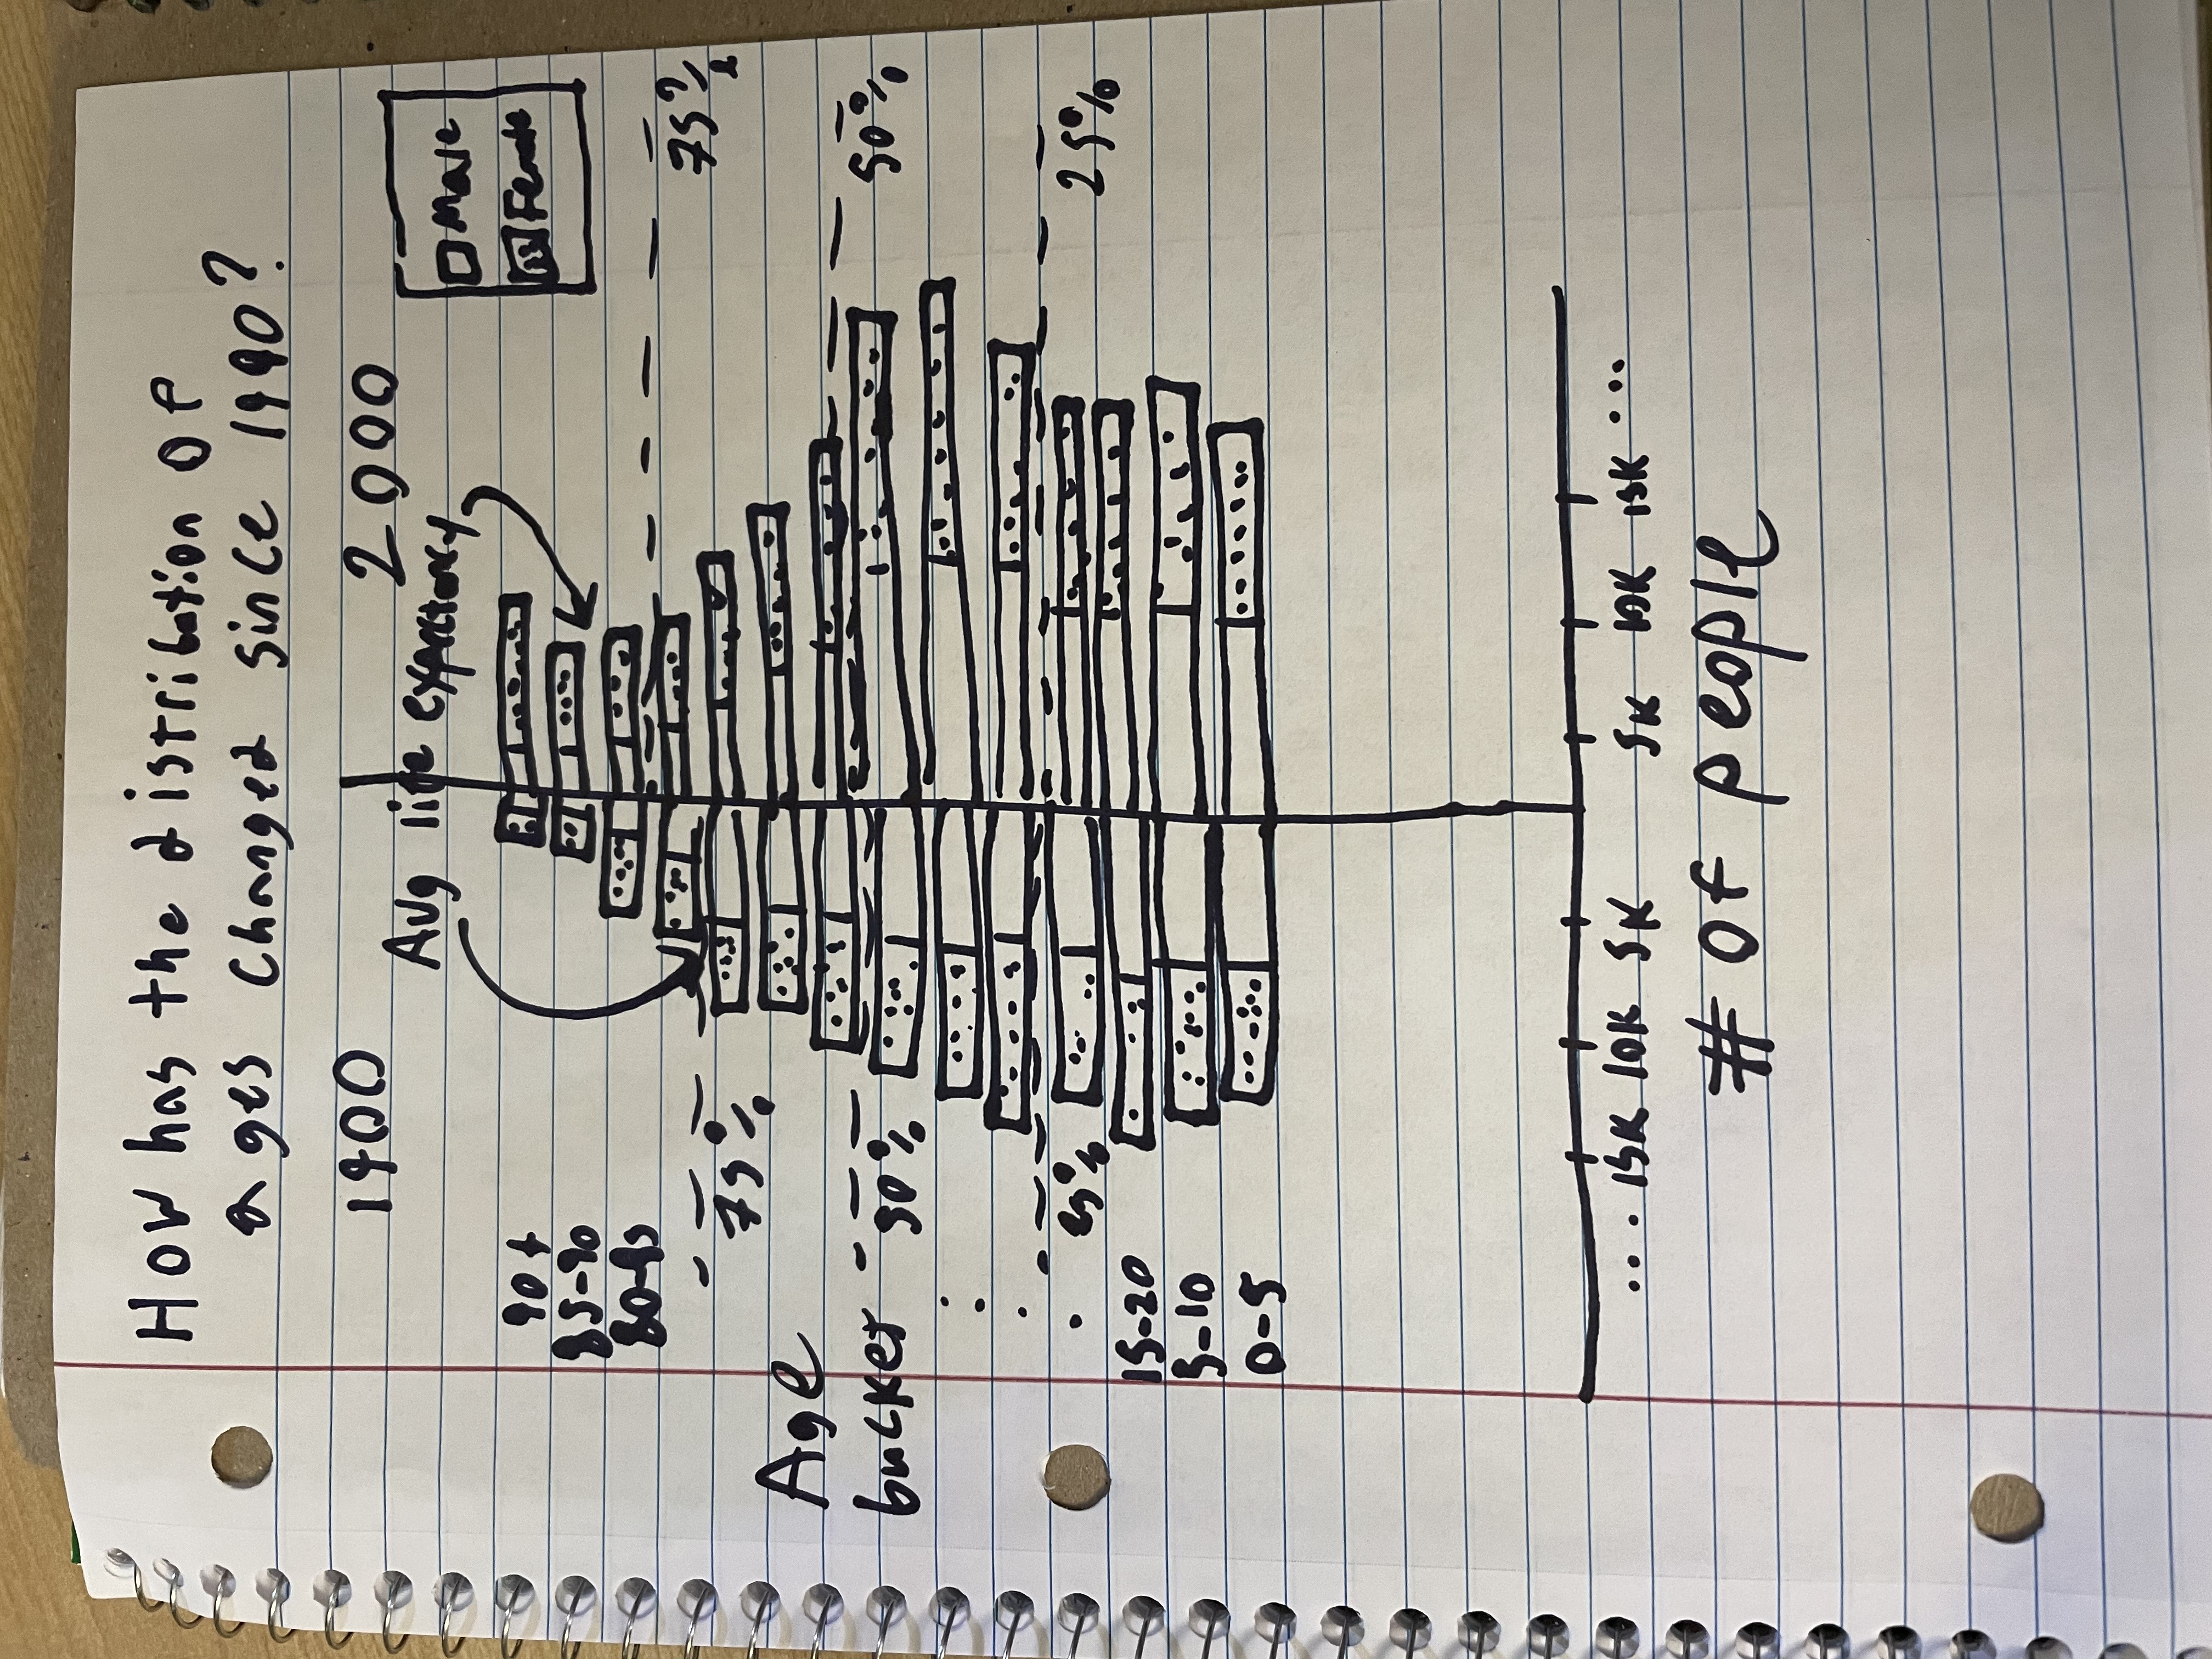 How has the distribution of
ages changed since 1990?
1900
2000
Avg life expectancy
Male
Female
90+
85-90
80-85
75%
75%
Age
bucket
50%
50%
25%
25%
15-20
5-10
0-5
... 15K 10K 5K 5K 10K 15K ...
# of people